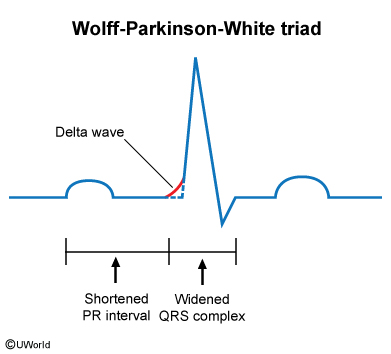 Wolff-Parkinson-White triad
Delta wave
Shortened
PR interval
Widened
QRS complex
©UWorld